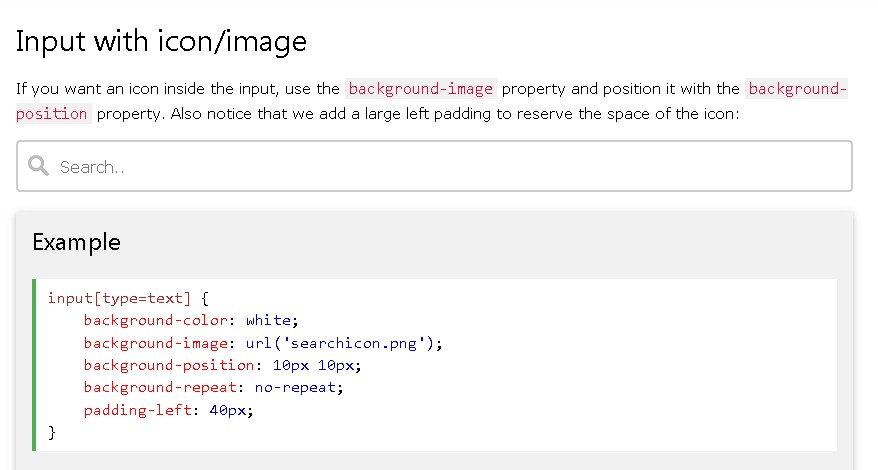 Input with icon/image
If you want an icon inside the input, use the background-image property and position it with the background-
position property. Also notice that we add a large left padding to reserve the space of the icon:
Search..
Example
input[type=text] {
    background-color: white;
    background-image: url('searchicon.png');
    background-position: 10px 10px;
    background-repeat: no-repeat;
    padding-left: 40px;
}